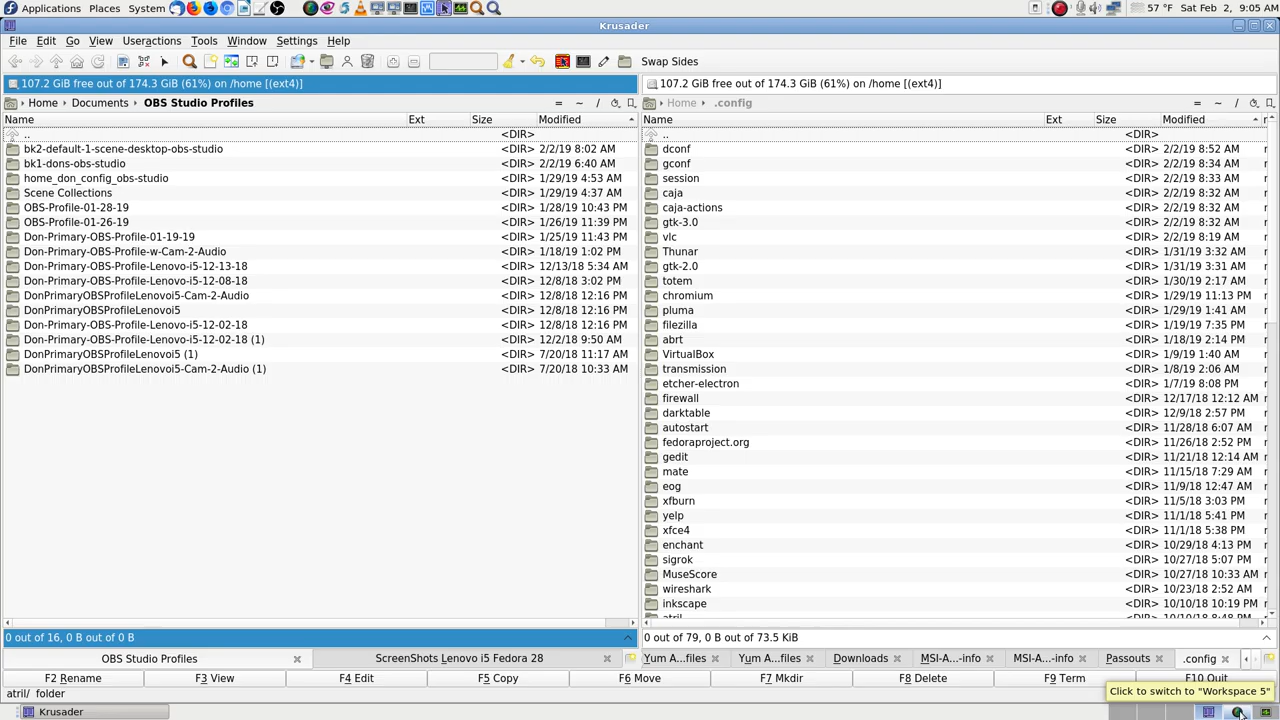 Applications Places System 57 °F Sat Feb 2, 9:05 AM
Krusader
File Edit Go View Useractions Tools Window Settings Help
Swap Sides
107.2 GiB free out of 174.3 GiB (61%) on /home [(ext4)]
Home Documents OBS Studio Profiles = ~ /
Name Ext Size Modified
.. <DIR>
bk2-default-1-scene-desktop-obs-studio <DIR> 2/2/19 8:02 AM
bk1-dons-obs-studio <DIR> 2/2/19 6:40 AM
home_don_config_obs-studio <DIR> 1/29/19 4:53 AM
Scene Collections <DIR> 1/29/19 4:37 AM
OBS-Profile-01-28-19 <DIR> 1/28/19 10:43 PM
OBS-Profile-01-26-19 <DIR> 1/26/19 11:39 PM
Don-Primary-OBS-Profile-01-19-19 <DIR> 1/25/19 11:43 PM
Don-Primary-OBS-Profile-w-Cam-2-Audio <DIR> 1/18/19 1:02 PM
Don-Primary-OBS-Profile-Lenovo-i5-12-13-18 <DIR> 12/13/18 5:34 AM
Don-Primary-OBS-Profile-Lenovo-i5-12-08-18 <DIR> 12/8/18 3:02 PM
DonPrimaryOBSProfileLenovoi5-Cam-2-Audio <DIR> 12/8/18 12:16 PM
DonPrimaryOBSProfileLenovoi5 <DIR> 12/8/18 12:16 PM
Don-Primary-OBS-Profile-Lenovo-i5-12-02-18 <DIR> 12/8/18 12:16 PM
Don-Primary-OBS-Profile-Lenovo-i5-12-02-18 (1) <DIR> 12/2/18 9:50 AM
DonPrimaryOBSProfileLenovoi5 (1) <DIR> 7/20/18 11:17 AM
DonPrimaryOBSProfileLenovoi5-Cam-2-Audio (1) <DIR> 7/20/18 10:33 AM
0 out of 16, 0 B out of 0 B
OBS Studio Profiles ScreenShots Lenovo i5 Fedora 28
107.2 GiB free out of 174.3 GiB (61%) on /home [(ext4)]
Home .config = ~ /
Name Ext Size Modified
.. <DIR>
dconf <DIR> 2/2/19 8:52 AM
gconf <DIR> 2/2/19 8:34 AM
session <DIR> 2/2/19 8:33 AM
caja <DIR> 2/2/19 8:32 AM
caja-actions <DIR> 2/2/19 8:32 AM
gtk-3.0 <DIR> 2/2/19 8:32 AM
vlc <DIR> 2/2/19 8:19 AM
Thunar <DIR> 1/31/19 3:32 AM
gtk-2.0 <DIR> 1/31/19 3:31 AM
totem <DIR> 1/30/19 2:17 AM
chromium <DIR> 1/29/19 11:13 PM
pluma <DIR> 1/29/19 1:41 AM
filezilla <DIR> 1/19/19 7:35 PM
abrt <DIR> 1/18/19 2:14 PM
VirtualBox <DIR> 1/9/19 1:40 AM
transmission <DIR> 1/8/19 2:06 AM
etcher-electron <DIR> 1/7/19 8:08 PM
firewall <DIR> 12/17/18 12:12 AM
darktable <DIR> 12/9/18 2:57 PM
autostart <DIR> 11/28/18 6:07 AM
fedoraproject.org <DIR> 11/26/18 2:52 PM
gedit <DIR> 11/21/18 12:14 AM
mate <DIR> 11/15/18 7:29 AM
eog <DIR> 11/9/18 12:47 AM
xfburn <DIR> 11/5/18 3:03 PM
yelp <DIR> 11/1/18 5:41 PM
xfce4 <DIR> 11/1/18 5:38 PM
enchant <DIR> 10/29/18 4:13 PM
sigrok <DIR> 10/27/18 5:07 PM
MuseScore <DIR> 10/27/18 10:33 AM
wireshark <DIR> 10/23/18 2:52 AM
inkscape <DIR> 10/10/18 10:19 PM
atril <DIR> 10/10/18 8:48 PM
0 out of 79, 0 B out of 73.5 KiB
Yum A...files Yum A...files Downloads MSI-A...-info MSI-A...-info Passouts .config
F2 Rename F3 View F4 Edit F5 Copy F6 Move F7 Mkdir F8 Delete F9 Term F10 Quit
atril/ folder
Click to switch to "Workspace 5"
Krusader